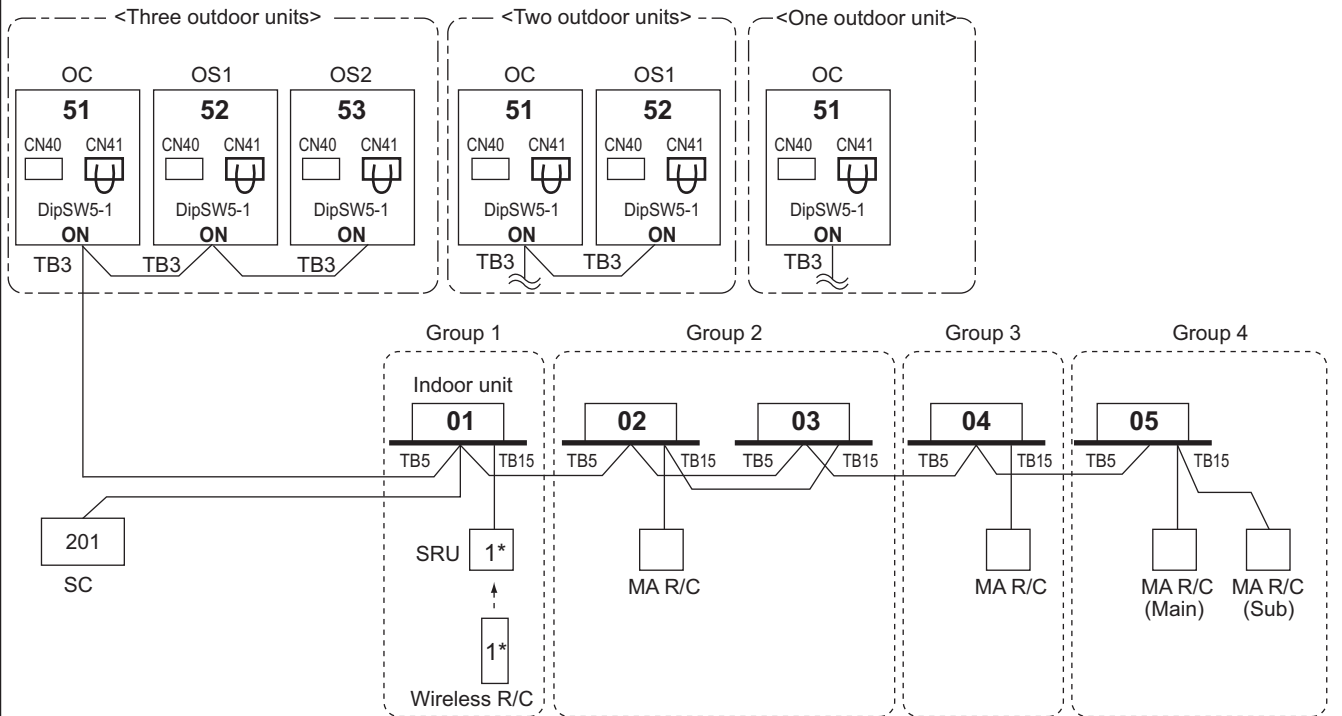 <Three outdoor units>
<Two outdoor units>
<One outdoor unit>
OC OS1 OS2
OC OS1
OC
51 52 53
51 52
51
CN40 CN41 CN40 CN41 CN40 CN41
CN40 CN41 CN40 CN41
CN40 CN41
DipSW5-1 DipSW5-1 DipSW5-1
DipSW5-1 DipSW5-1
DipSW5-1
ON ON ON
ON ON
ON
TB3 TB3 TB3
TB3 TB3
TB3
Group 1 Group 2 Group 3 Group 4
Indoor unit
01 02 03 04 05
TB5 TB15 TB5 TB15 TB5 TB15 TB5 TB15 TB5 TB15
201
SC
SRU 1*
1*
Wireless R/C
MA R/C
MA R/C
MA R/C
(Main)
MA R/C
(Sub)